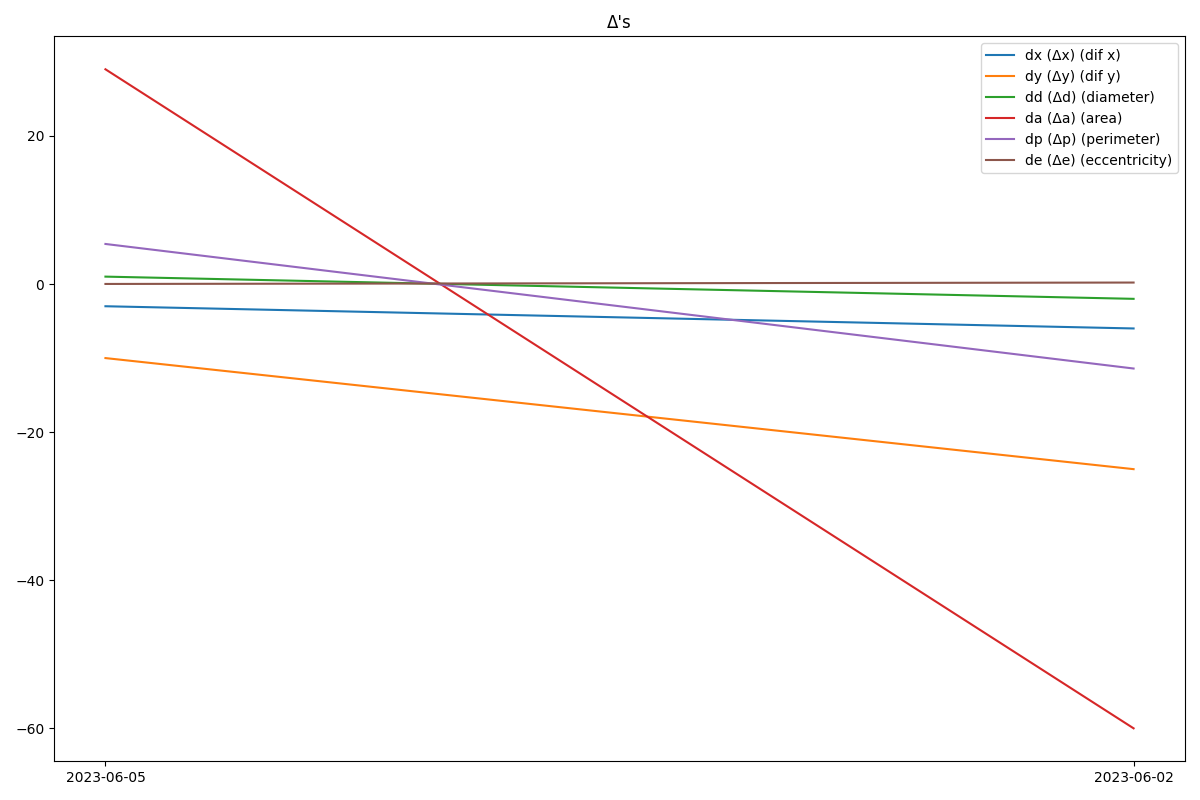 Δ's
dx (Δx) (dif x)
dy (Δy) (dif y)
dd (Δd) (diameter)
da (Δa) (area)
dp (Δp) (perimeter)
de (Δe) (eccentricity)
20
0
−20
−40
−60
2023-06-05
2023-06-02